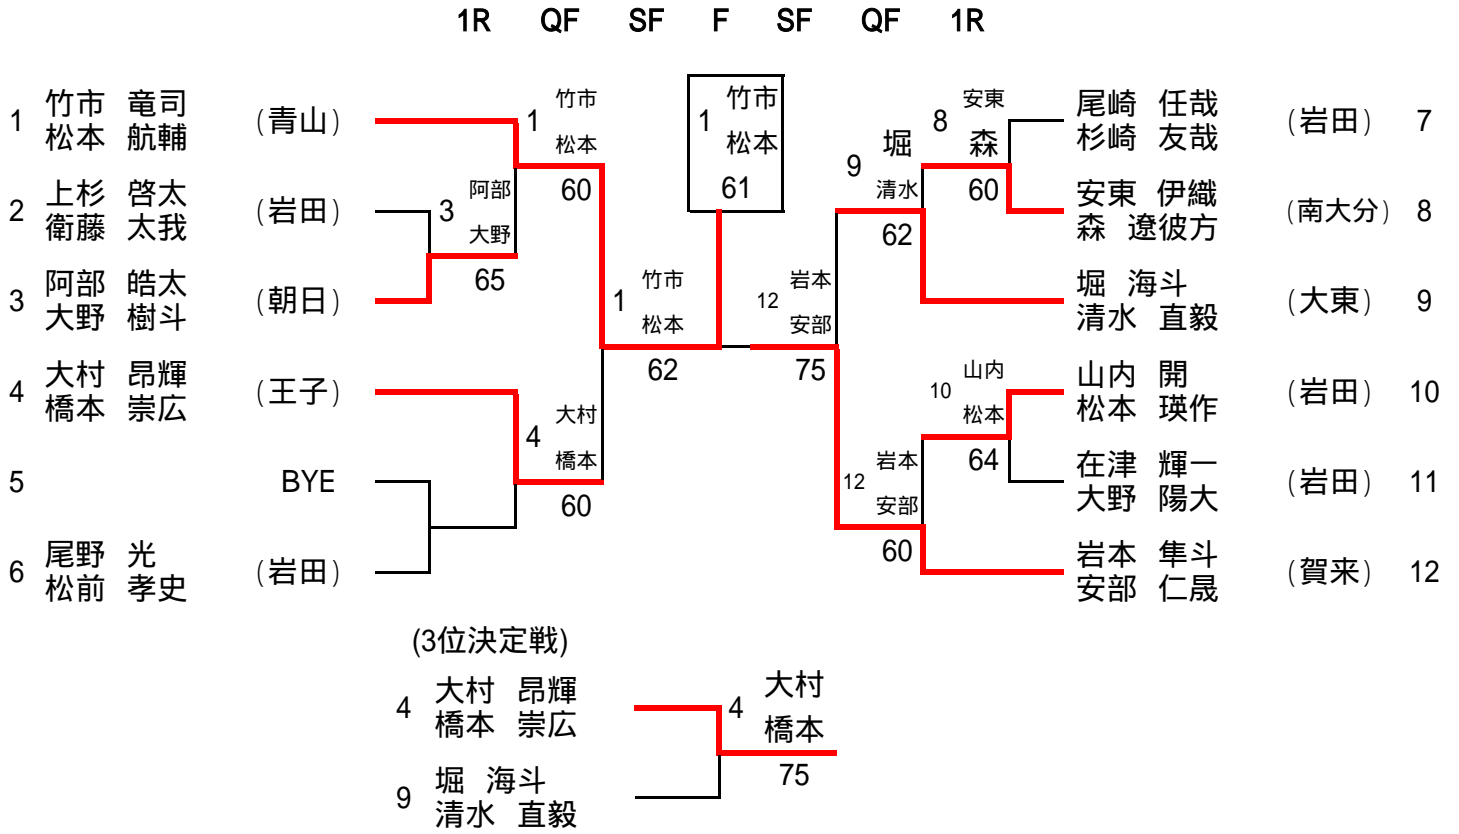 1R QF SF F SF QF 1R
1 竹市 竜司
松本 航輔
(青山)
2 上杉 啓太
衛藤 太我
(岩田)
3 阿部 皓太
大野 樹斗
(朝日)
4 大村 昂輝
橋本 崇広
(王子)
5 BYE
6 尾野 光
松前 孝史
(岩田)
3 阿部
大野
65
1 竹市
松本
60
4 大村
橋本
60
1 竹市
松本
62
1 竹市
松本
61
12 岩本
安部
75
9 堀
清水
62
12 岩本
安部
60
8 安東
森
60
10 山内
松本
64
尾崎 任哉
杉崎 友哉
(岩田) 7
安東 伊織
森 遼彼方
(南大分) 8
堀 海斗
清水 直毅
(大東) 9
山内 開
松本 瑛作
(岩田) 10
在津 輝一
大野 陽大
(岩田) 11
岩本 隼斗
安部 仁晟
(賀来) 12
(3位決定戦)
4 大村 昂輝
橋本 崇広
9 堀 海斗
清水 直毅
4 大村
橋本
75